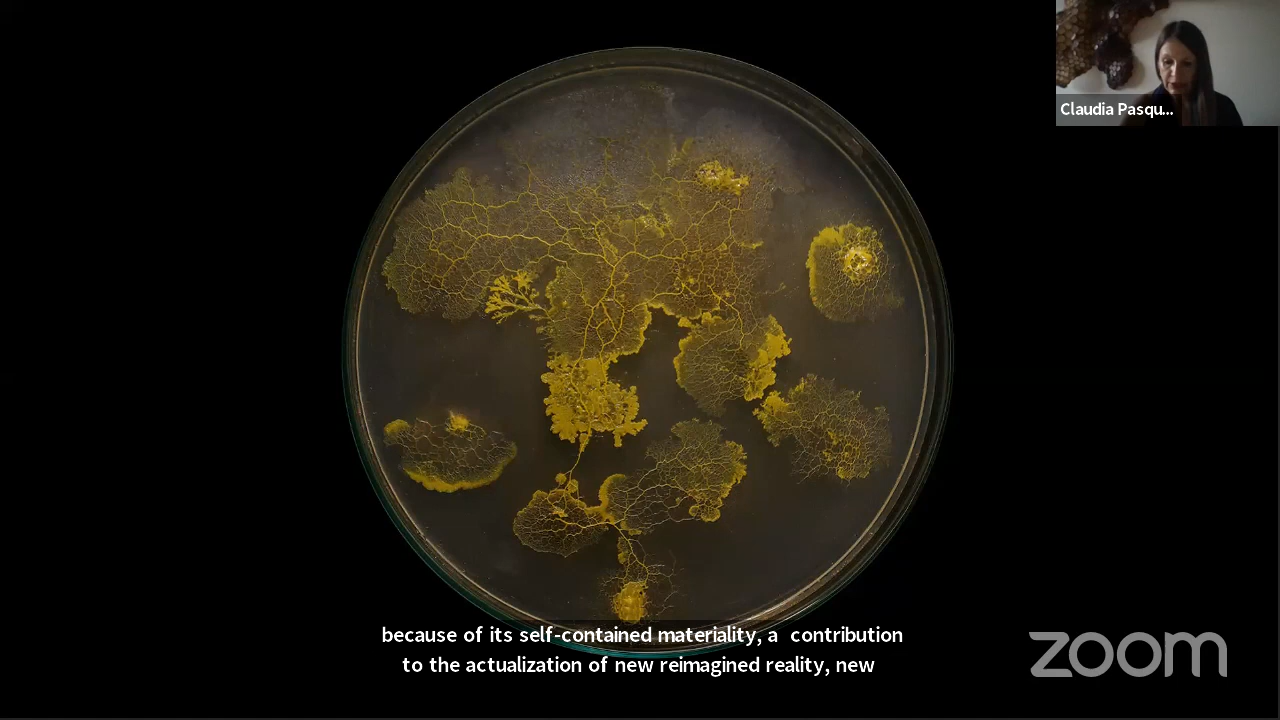 Claudia Pasqu...
because of its self-contained materiality, a contribution
to the actualization of new reimagined reality, new
zoom